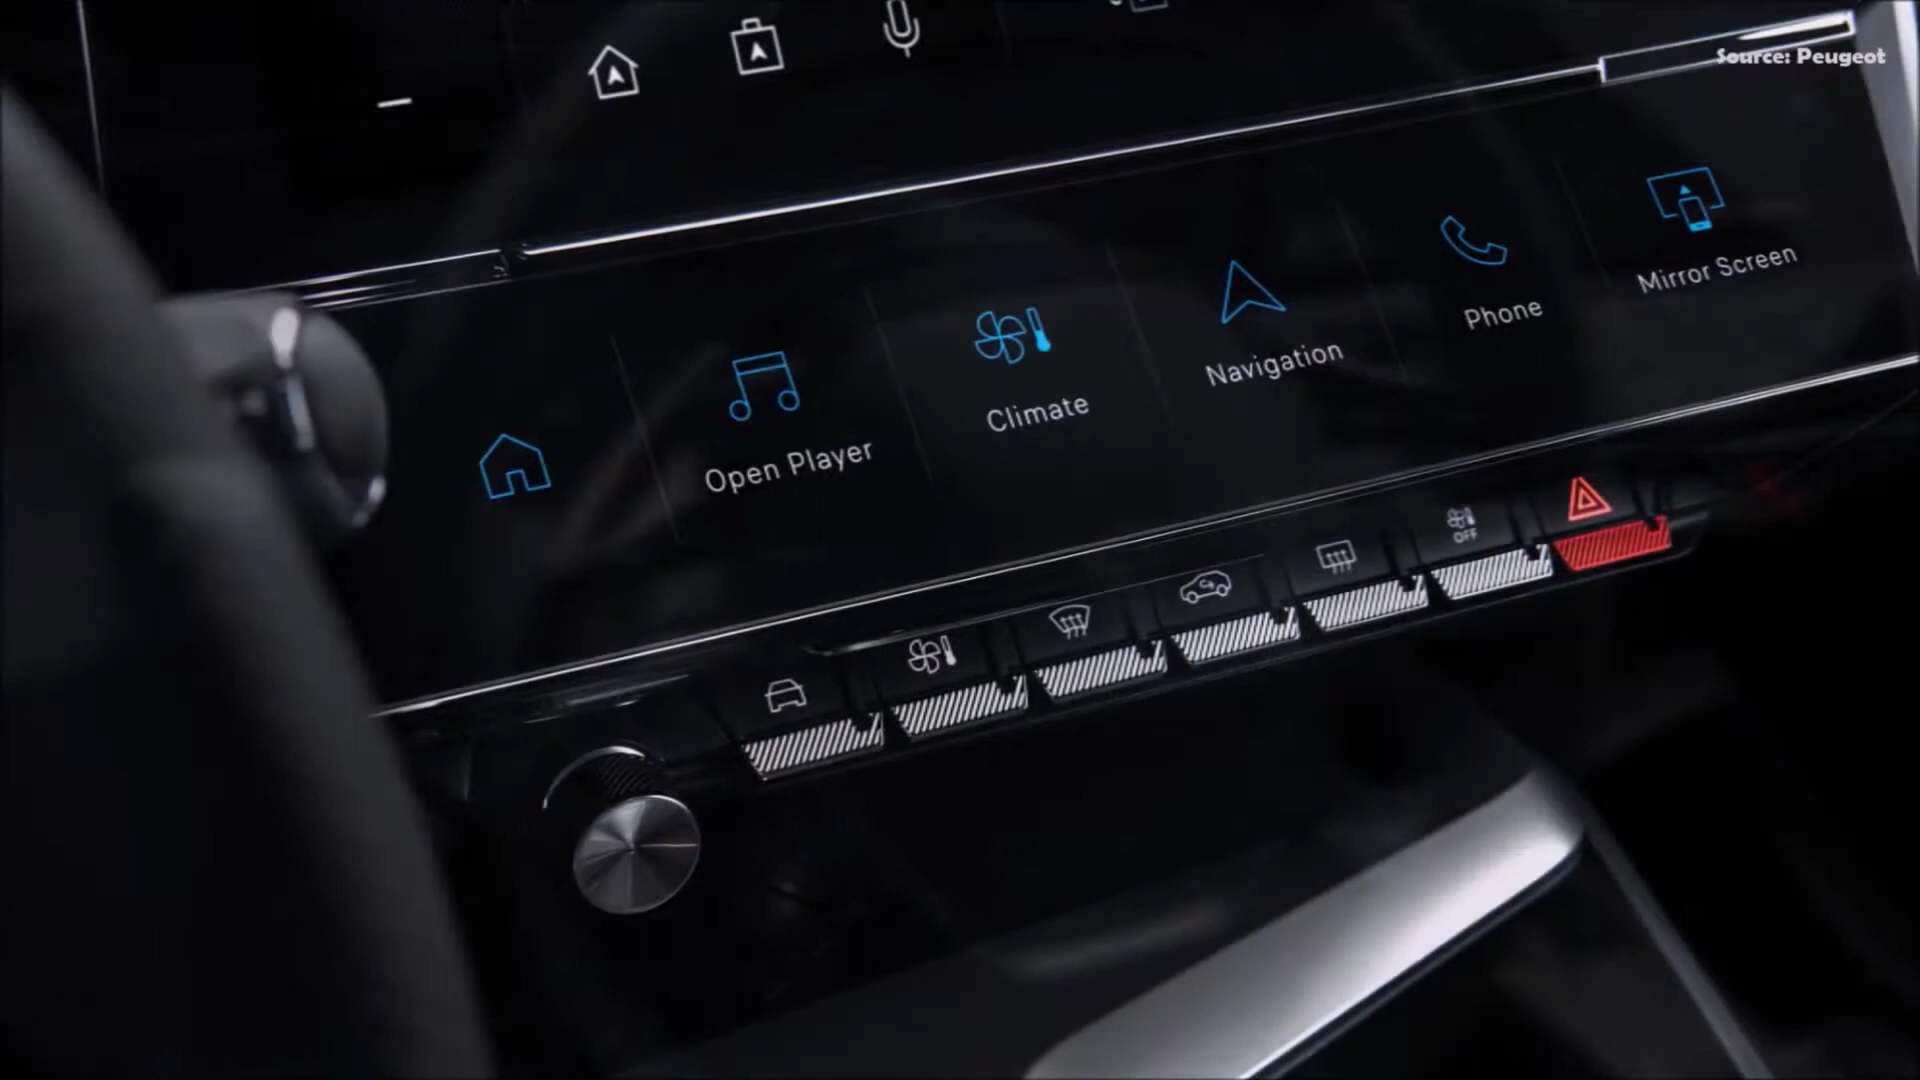 Source: Peugeot
Open Player
Climate
Navigation
Phone
Mirror Screen
OFF